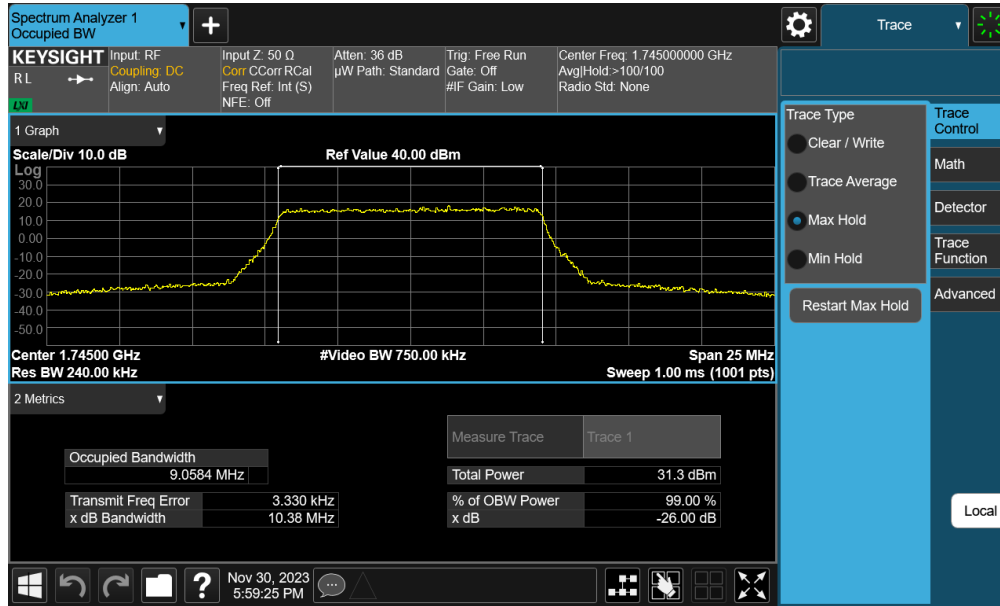 Spectrum Analyzer 1
Occupied BW
Trace
KEYSIGHT
R L
LXI
Input: RF
Coupling: DC
Align: Auto
Input Z: 50 Ω
Corr CCorr RCal
Freq Ref: Int (S)
NFE: Off
Atten: 36 dB
µW Path: Standard
Trig: Free Run
Gate: Off
#IF Gain: Low
Center Freq: 1.745000000 GHz
Avg|Hold:>100/100
Radio Std: None
1 Graph
Scale/Div 10.0 dB
Ref Value 40.00 dBm
Log
30.0
20.0
10.0
0.00
-10.0
-20.0
-30.0
-40.0
-50.0
Center 1.74500 GHz
#Video BW 750.00 kHz
Span 25 MHz
Res BW 240.00 kHz
Sweep 1.00 ms (1001 pts)
2 Metrics
Measure Trace
Trace 1
Occupied Bandwidth
9.0584 MHz
Total Power
31.3 dBm
Transmit Freq Error
3.330 kHz
% of OBW Power
99.00 %
x dB Bandwidth
10.38 MHz
x dB
-26.00 dB
Trace Type
Clear / Write
Trace Average
Max Hold
Min Hold
Restart Max Hold
Trace
Control
Math
Detector
Trace
Function
Advanced
Local
?
Nov 30, 2023
5:59:25 PM